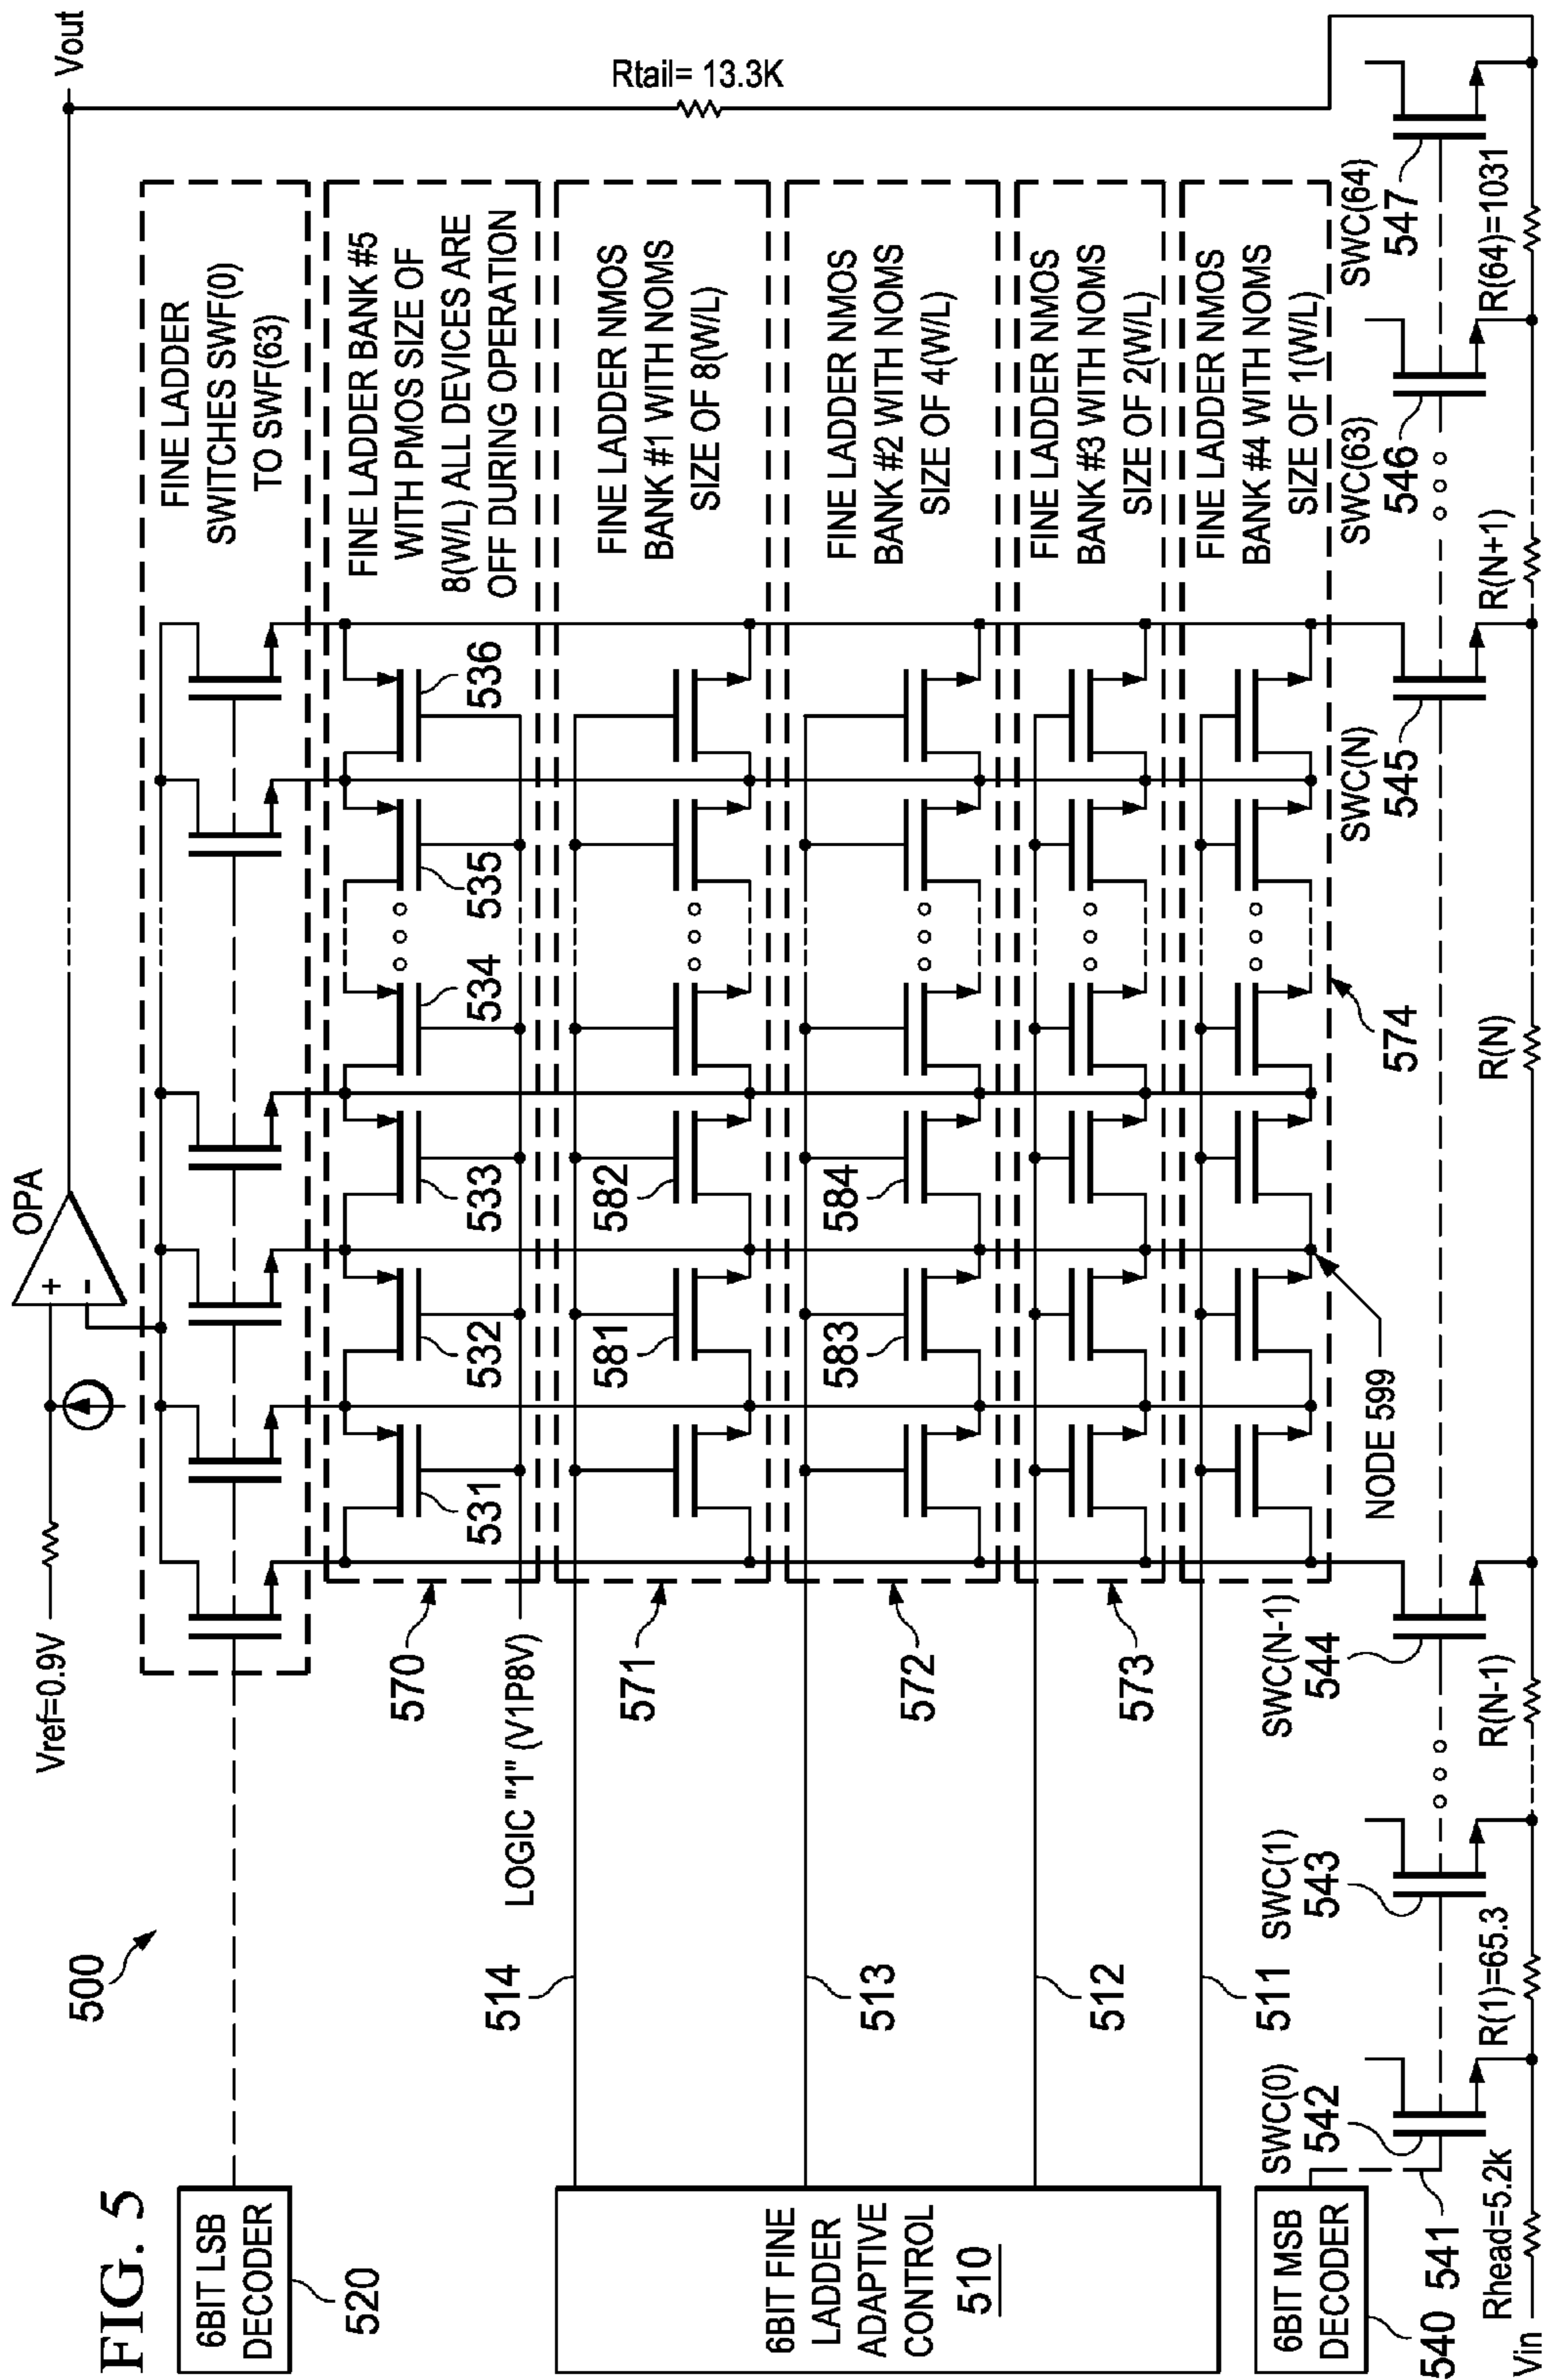 FIG. 5
500
Vref=0.9V
OPA
+
-
Vout
Rtail= 13.3K
6BIT LSB
DECODER
520
FINE LADDER
SWITCHES SWF(0)
TO SWF(63)
570
LOGIC "1" (V1P8V)
531
532
533
534
535
536
FINE LADDER BANK #5
WITH PMOS SIZE OF
8(W/L) ALL DEVICES ARE
OFF DURING OPERATION
6BIT FINE
LADDER
ADAPTIVE
CONTROL
510
514
571
581
582
FINE LADDER NMOS
BANK #1 WITH NOMS
SIZE OF 8(W/L)
513
572
583
584
FINE LADDER NMOS
BANK #2 WITH NOMS
SIZE OF 4(W/L)
512
573
FINE LADDER NMOS
BANK #3 WITH NOMS
SIZE OF 2(W/L)
511
NODE 599
574
FINE LADDER NMOS
BANK #4 WITH NOMS
SIZE OF 1(W/L)
6BIT MSB
DECODER
540
541
SWC(0)
542
SWC(1)
543
SWC(N-1)
544
SWC(N)
545
SWC(63)
546
SWC(64)
547
Vin
Rhead=5.2k
R(1)=65.3
R(N-1)
R(N)
R(N+1)
R(64)=1031